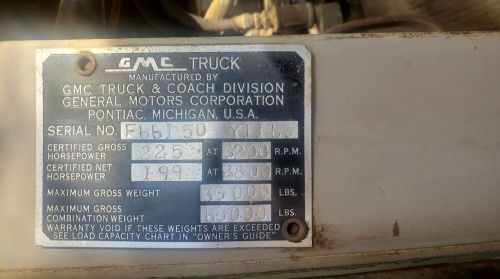 GMC TRUCK
MANUFACTURED BY
GMC TRUCK & COACH DIVISION
GENERAL MOTORS CORPORATION
PONTIAC, MICHIGAN, U.S.A.
SERIAL NO.
CERTIFIED GROSS HORSEPOWER 225 AT 3200 R.P.M.
CERTIFIED NET HORSEPOWER 199 AT 2800 R.P.M.
MAXIMUM GROSS WEIGHT 33000 LBS.
MAXIMUM GROSS COMBINATION WEIGHT LBS.
WARRANTY VOID IF THESE WEIGHTS ARE EXCEEDED
SEE LOAD CAPACITY CHART IN "OWNER'S GUIDE"